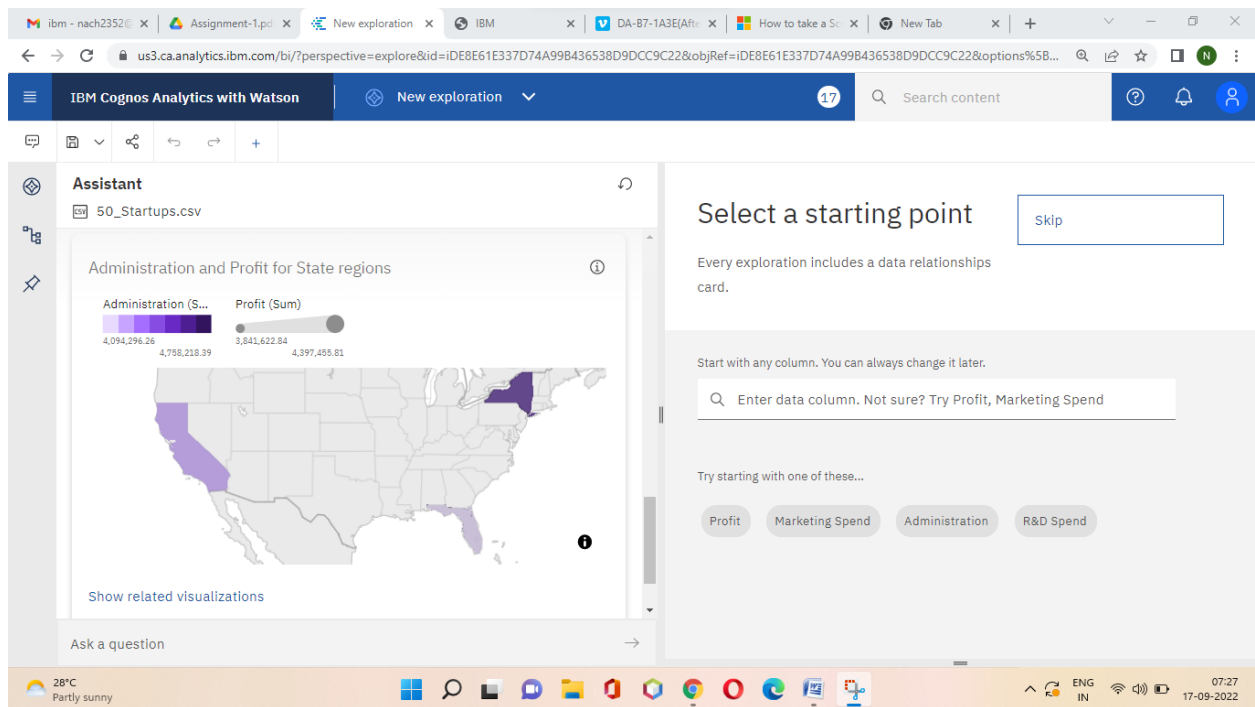 ibm - nach2352@
Assignment-1.pd
New exploration
IBM
DA-B7-1A3E(Afte
How to take a Sc
New Tab
us3.ca.analytics.ibm.com/bi/?perspective=explore&id=iDE8E61E337D74A99B436538D9DCC9C22&objRef=iDE8E61E337D74A99B436538D9DCC9C22&options%5B...
N
IBM Cognos Analytics with Watson
New exploration
17
Search content
Assistant
CSV 50_Startups.csv
Administration and Profit for State regions
Administration (S...
Profit (Sum)
4,094,296.26
4,758,218.39
3,841,622.84
4,397,455.81
Show related visualizations
Ask a question
Select a starting point
Skip
Every exploration includes a data relationships
card.
Start with any column. You can always change it later.
Enter data column. Not sure? Try Profit, Marketing Spend
Try starting with one of these...
Profit
Marketing Spend
Administration
R&D Spend
28°C
Partly sunny
ENG
IN
07:27
17-09-2022